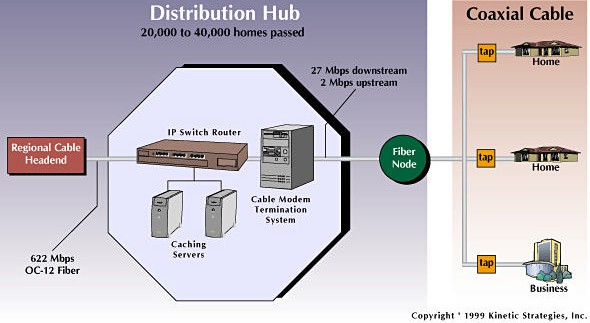 Distribution Hub
20,000 to 40,000 homes passed
Coaxial Cable
27 Mbps downstream
2 Mbps upstream
tap
Home
IP Switch Router
Regional Cable
Headend
Fiber
Node
tap
Home
Cable Modem
Termination
System
Caching
Servers
622 Mbps
OC-12 Fiber
tap
Business
Copyright ' 1999 Kinetic Strategies, Inc.